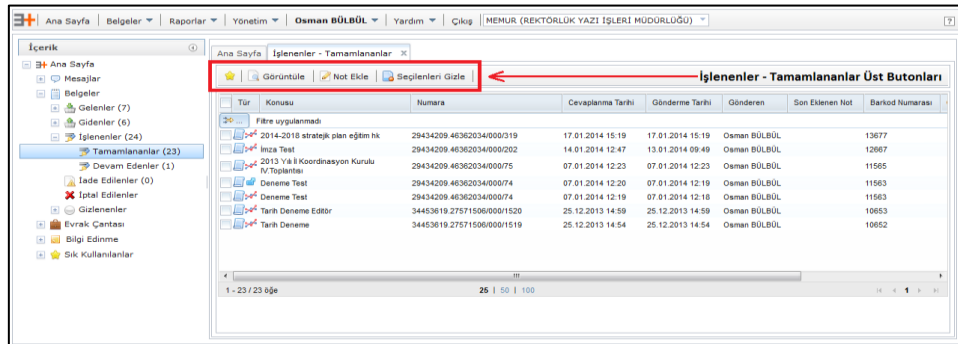 Ana Sayfa | Belgeler | Raporlar | Yönetim | Osman BÜLBÜL | Yardım | Çıkış | MEMUR (REKTÖRLÜK YAZI İŞLERİ MÜDÜRLÜĞÜ) ?
İçerik
Ana Sayfa
Mesajlar
Belgeler
Gelenler (7)
Gidenler (6)
İşlenenler (24)
Tamamlananlar (23)
Devam Edenler (1)
İade Edilenler (0)
İptal Edilenler
Gizlenenler
Evrak Çantası
Bilgi Edinme
Sık Kullanılanlar
Ana Sayfa İşlenenler - Tamamlananlar ×
Görüntüle | Not Ekle | Seçilenleri Gizle
İşlenenler - Tamamlananlar Üst Butonları
Tür Konusu Numara Cevaplanma Tarihi Gönderme Tarihi Gönderen Son Eklenen Not Barkod Numarası
... Filtre uygulanmadı
2014-2018 stratejik plan eğitim hk 29434209.46362034/000/319 17.01.2014 15:19 17.01.2014 15:19 Osman BÜLBÜL 13677
İmza Test 29434209.46362034/000/202 14.01.2014 12:47 13.01.2014 09:49 Osman BÜLBÜL 12667
2013 Yılı İl Koordinasyon Kurulu IV.Toplantısı 29434209.46362034/000/75 07.01.2014 12:23 07.01.2014 12:23 Osman BÜLBÜL 11565
Deneme Test 29434209.46362034/000/74 07.01.2014 12:20 07.01.2014 12:19 Osman BÜLBÜL 11563
Deneme Test 29434209.46362034/000/74 07.01.2014 12:19 07.01.2014 12:18 Osman BÜLBÜL 11563
Tarih Deneme Editör 34453619.27571506/000/1520 25.12.2013 14:59 25.12.2013 14:59 Osman BÜLBÜL 10653
Tarih Deneme 34453619.27571506/000/1519 25.12.2013 14:54 25.12.2013 14:54 Osman BÜLBÜL 10652
1 - 23 / 23 öğe 25 | 50 | 100 1